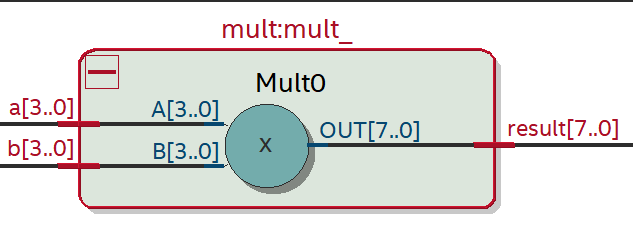 mult:mult_
Mult0
a[3..0] A[3..0]
x OUT[7..0] result[7..0]
b[3..0] B[3..0]